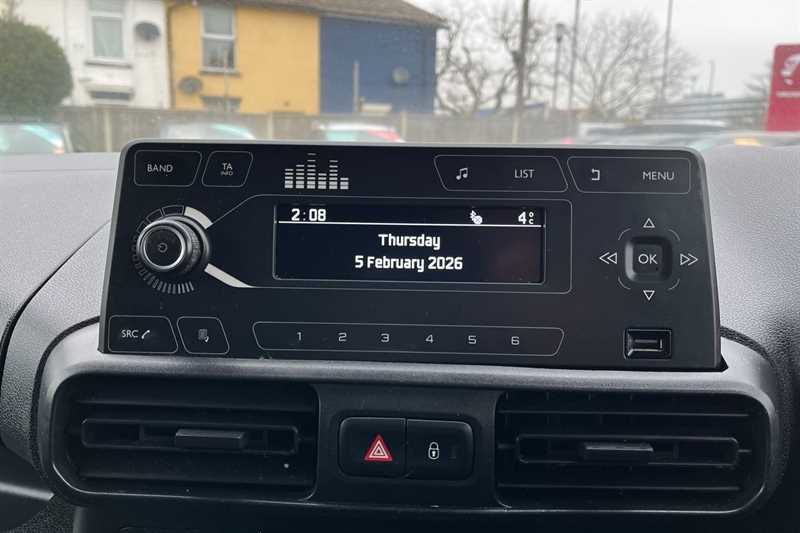 BAND
TA
INFO
LIST
MENU
2:08
4°C
Thursday
5 February 2026
OK
SRC
1 2 3 4 5 6